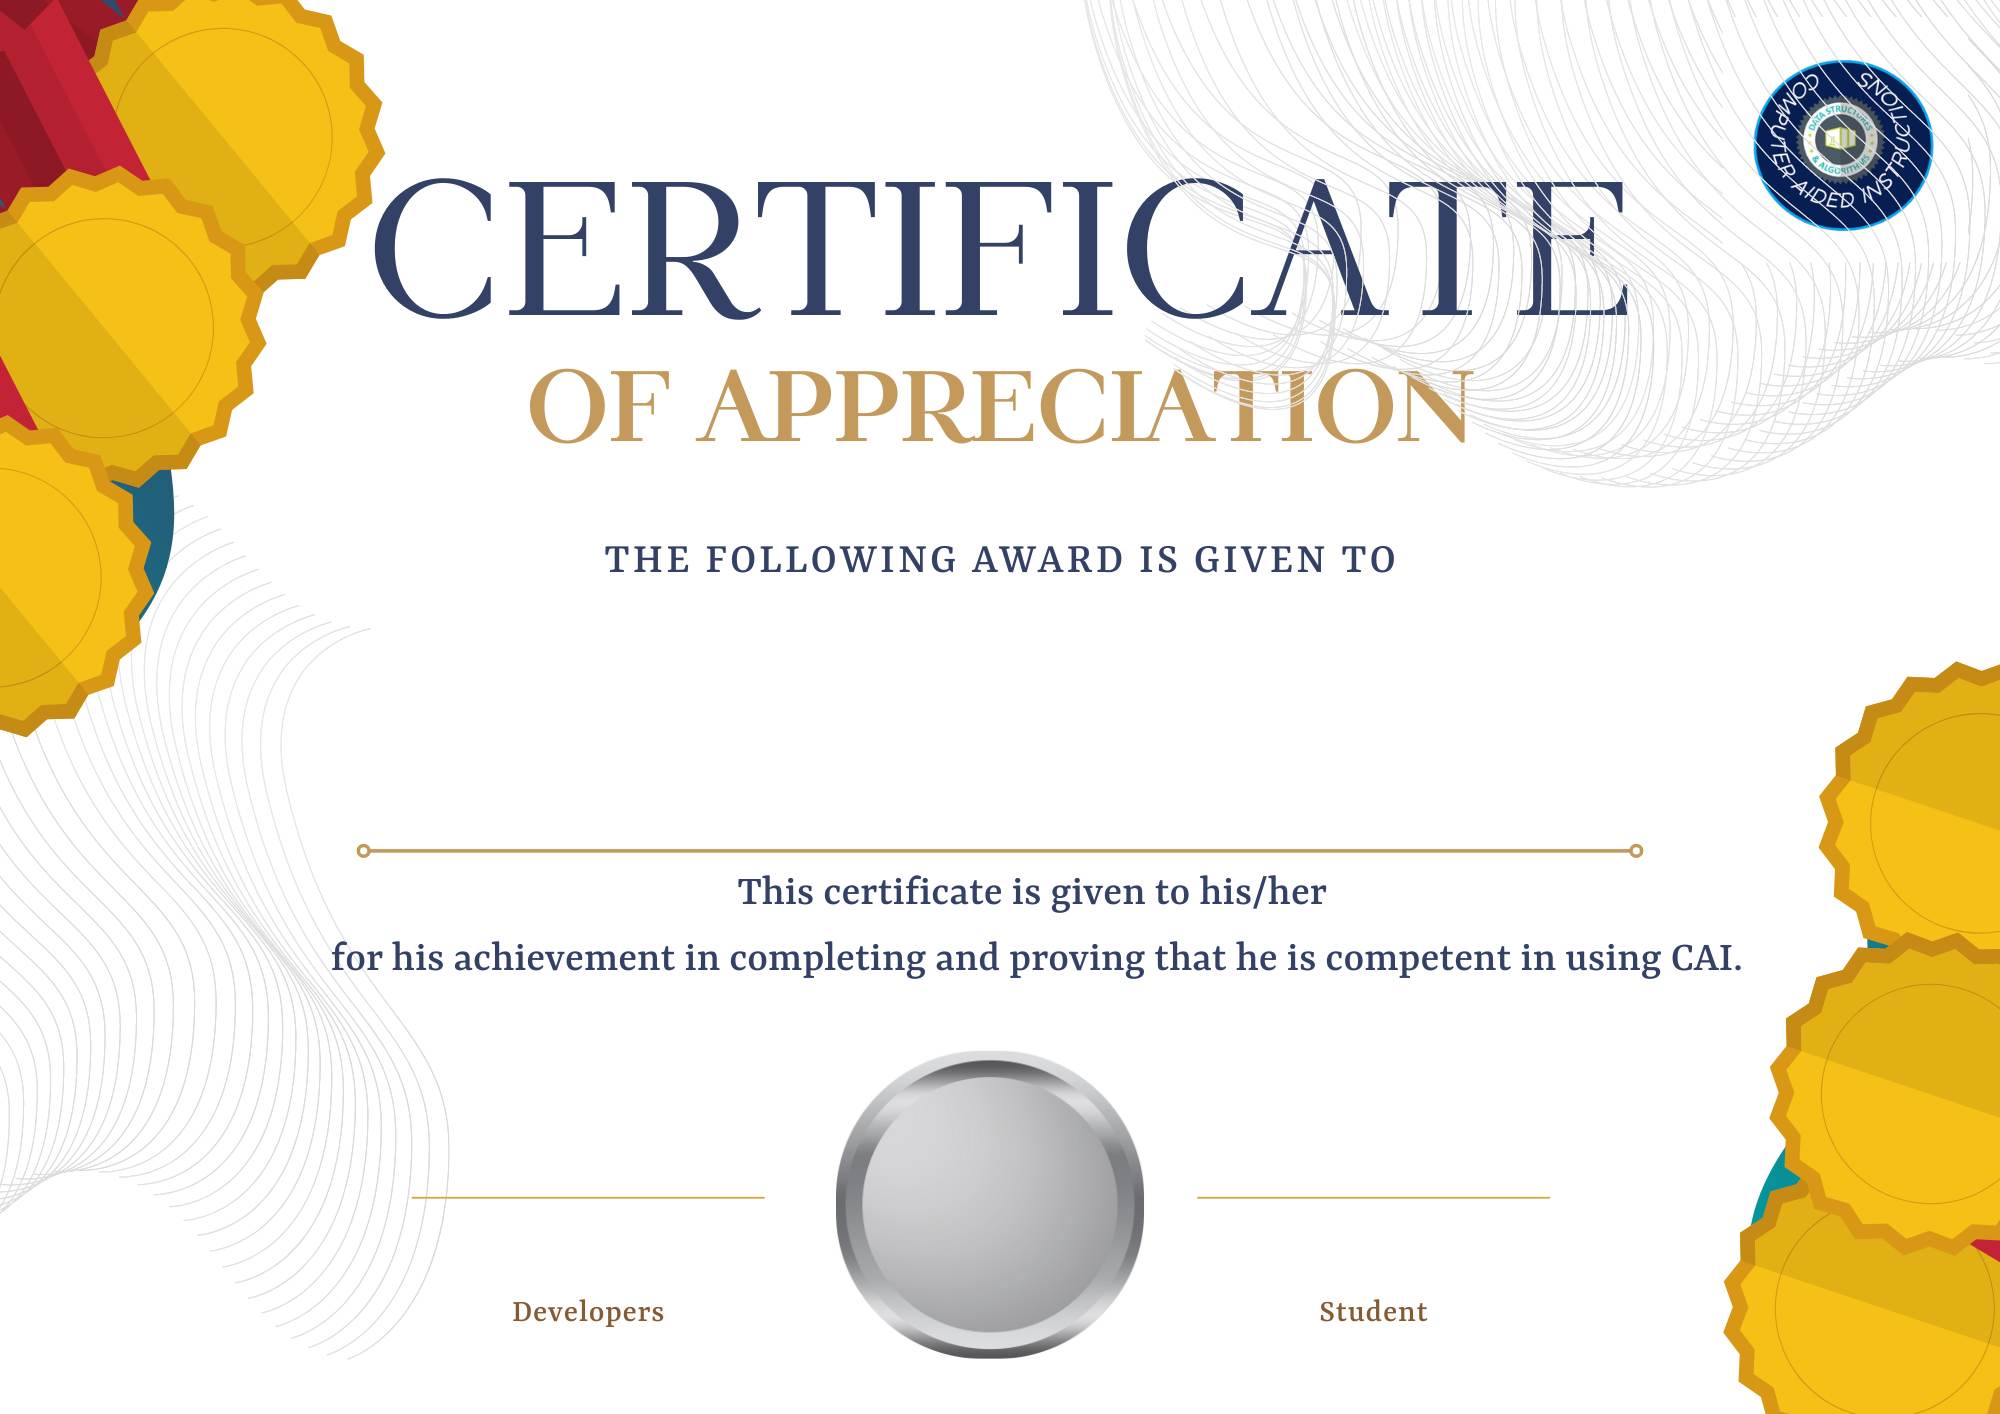 COMPUTER AIDED INSTRUCTIONS
DATA STRUCTURES
& ALGORITHMS
CERTIFICATE
OF APPRECIATION
THE FOLLOWING AWARD IS GIVEN TO
This certificate is given to his/her
for his achievement in completing and proving that he is competent in using CAI.
Developers
Student